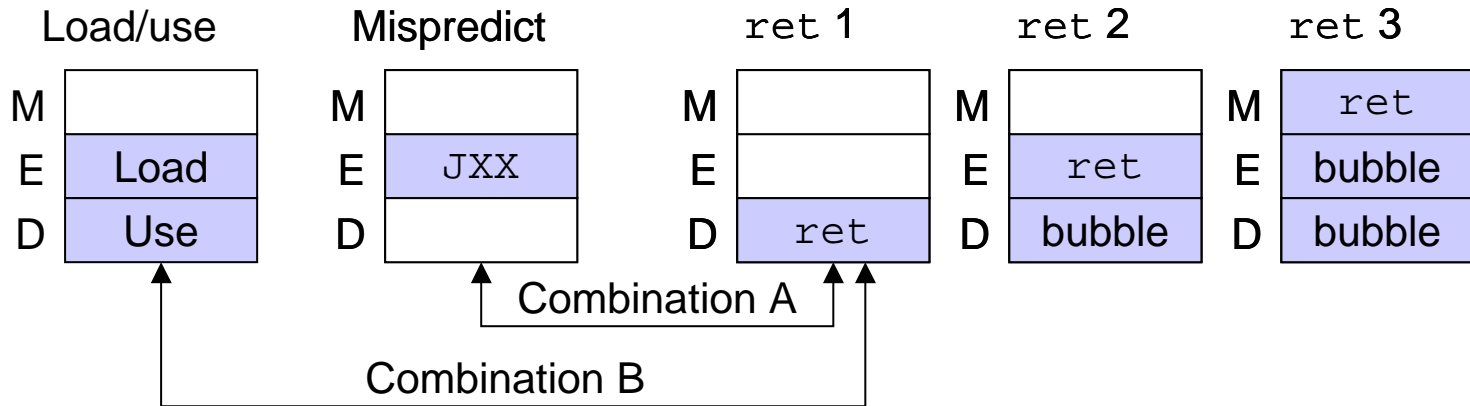 Load/use Mispredict ret 1 ret 2 ret 3
M M M M M ret
E Load E JXX E E ret E bubble
D Use D D ret D bubble D bubble
Combination A
Combination B